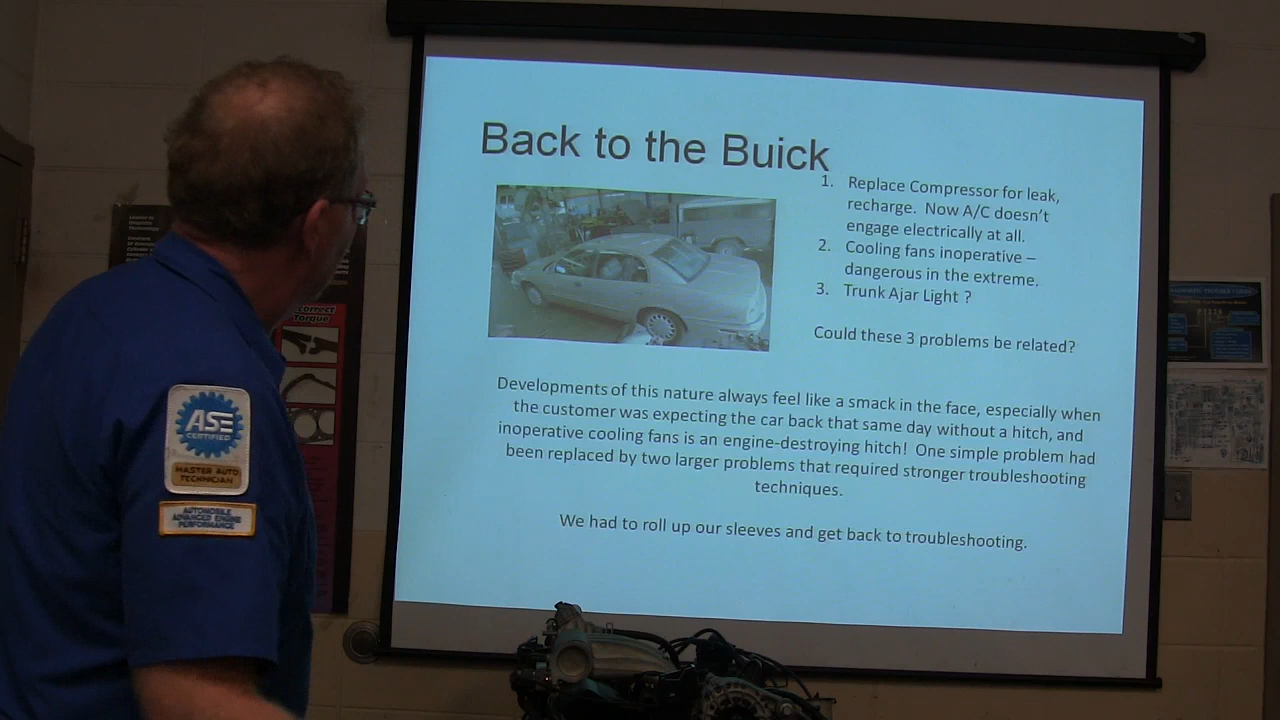 Back to the Buick
1. Replace Compressor for leak,
recharge. Now A/C doesn't
engage electrically at all.
2. Cooling fans inoperative –
dangerous in the extreme.
3. Trunk Ajar Light ?
Could these 3 problems be related?
Developments of this nature always feel like a smack in the face, especially when
the customer was expecting the car back that same day without a hitch, and
inoperative cooling fans is an engine-destroying hitch! One simple problem had
been replaced by two larger problems that required stronger troubleshooting
techniques.
We had to roll up our sleeves and get back to troubleshooting.
ASE
CERTIFIED
MASTER AUTO
TECHNICIAN
AUTOMOBILE
ADVANCED ENGINE
PERFORMANCE
Torque